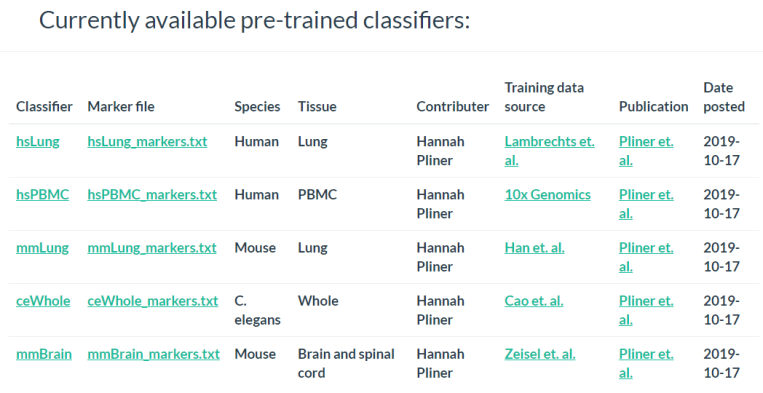 Currently available pre-trained classifiers:
Training data Date
Classifier Marker file Species Tissue Contributer source Publication posted
hsLung hsLung_markers.txt Human Lung Hannah Lambrechts et. Pliner et. 2019-
Pliner al. al. 10-17
hsPBMC hsPBMC_markers.txt Human PBMC Hannah 10x Genomics Pliner et. 2019-
Pliner al. 10-17
mmLung mmLung_markers.txt Mouse Lung Hannah Han et. al. Pliner et. 2019-
Pliner al. 10-17
ceWhole ceWhole_markers.txt C. Whole Hannah Cao et. al. Pliner et. 2019-
elegans Pliner al. 10-17
mmBrain mmBrain_markers.txt Mouse Brain and spinal Hannah Zeisel et. al. Pliner et. 2019-
cord Pliner al. 10-17